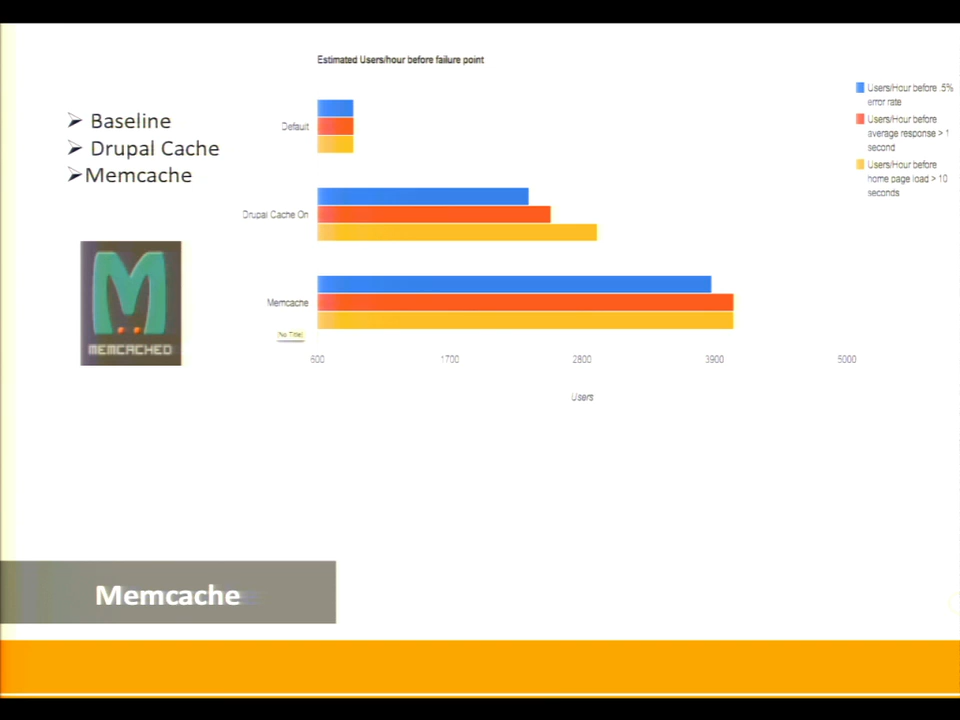 Estimated Users/hour before failure point
➢ Baseline
➢ Drupal Cache
➢ Memcache
MEMCACHED
Default
Drupal Cache On
Memcache
No Title
600 1700 2800 3900 5000
Users
Users/Hour before .5%
error rate
Users/Hour before
average response > 1
second
Users/Hour before
home page load > 10
seconds
Memcache